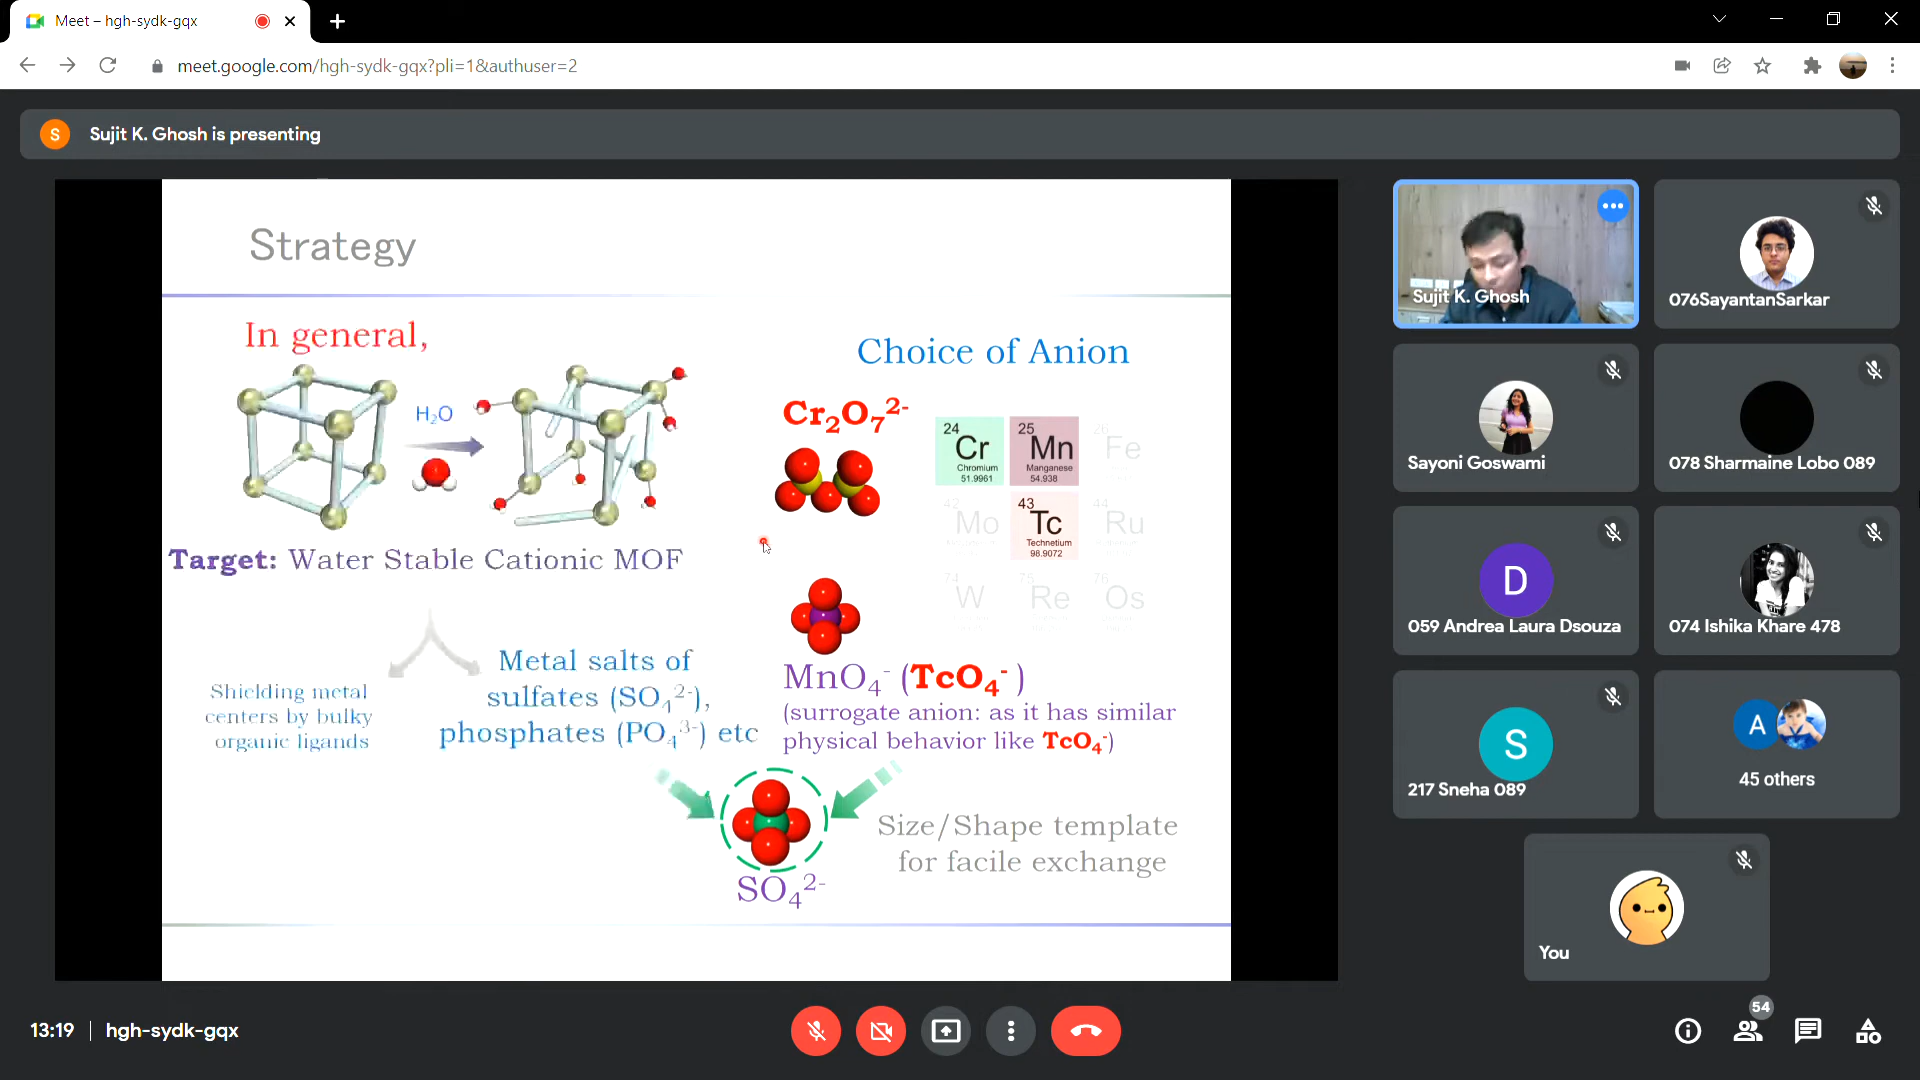 Meet – hgh-sydk-gqx
meet.google.com/hgh-sydk-gqx?pli=1&authuser=2
S
Sujit K. Ghosh is presenting
Strategy
In general,
H₂O
Target: Water Stable Cationic MOF
Shielding metal
centers by bulky
organic ligands
Metal salts of
sulfates (SO₄²⁻),
phosphates (PO₄³⁻) etc
Choice of Anion
Cr₂O₇²⁻
24
Cr
Chromium
51.9961
25
Mn
Manganese
54.938
26
Fe
42
Mo
43
Tc
Technetium
98.9072
44
Ru
74
W
75
Re
76
Os
MnO₄⁻ (TcO₄⁻ )
(surrogate anion: as it has similar
physical behavior like TcO₄⁻)
SO₄²⁻
Size/Shape template
for facile exchange
Sujit K. Ghosh
076SayantanSarkar
Sayoni Goswami
078 Sharmaine Lobo 089
D
059 Andrea Laura Dsouza
074 Ishika Khare 478
S
217 Sneha 089
A
45 others
You
13:19 | hgh-sydk-gqx
54